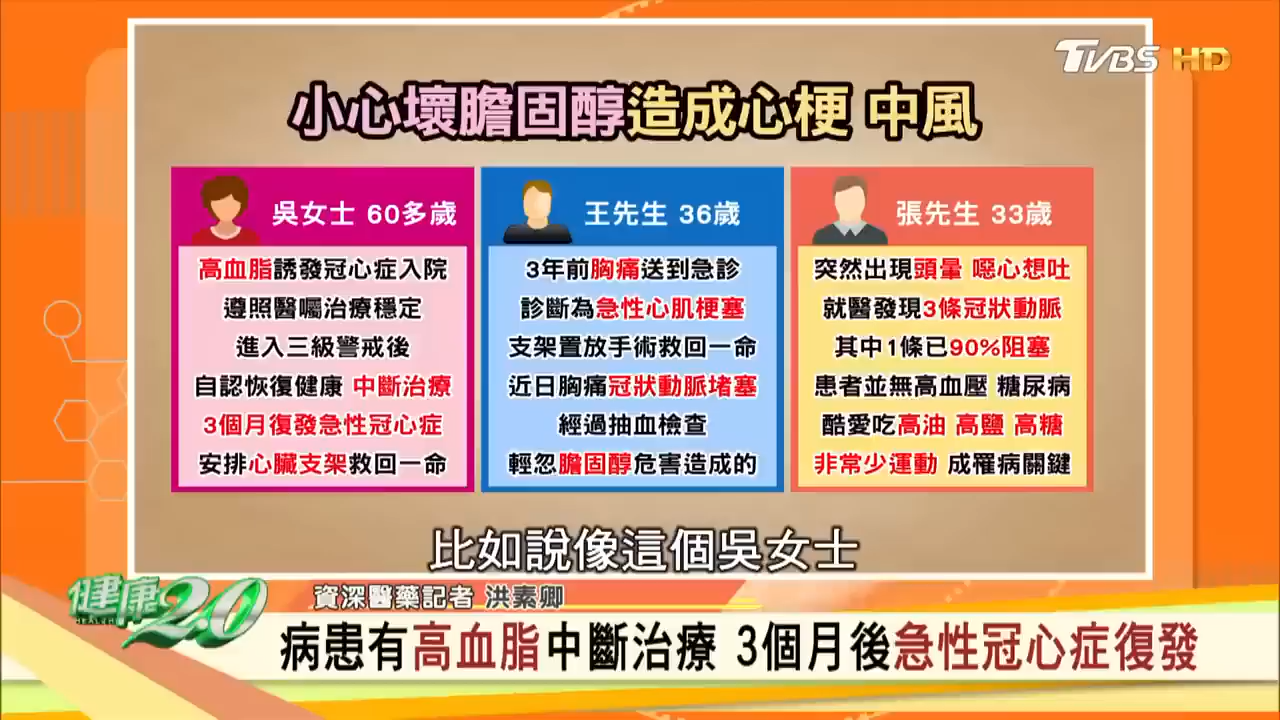 TVBS HD
小心壞膽固醇造成心梗 中風
吳女士 60多歲
高血脂誘發冠心症入院
遵照醫囑治療穩定
進入三級警戒後
自認恢復健康 中斷治療
3個月復發急性冠心症
安排心臟支架救回一命
王先生 36歲
3年前胸痛送到急診
診斷為急性心肌梗塞
支架置放手術救回一命
近日胸痛冠狀動脈堵塞
經過抽血檢查
輕忽膽固醇危害造成的
張先生 33歲
突然出現頭暈 噁心想吐
就醫發現3條冠狀動脈
其中1條已90%阻塞
患者並無高血壓 糖尿病
酷愛吃高油 高鹽 高糖
非常少運動 成罹病關鍵
比如說像這個吳女士
健康2.0
HEALTH
資深醫藥記者 洪素卿
病患有高血脂中斷治療 3個月後急性冠心症復發